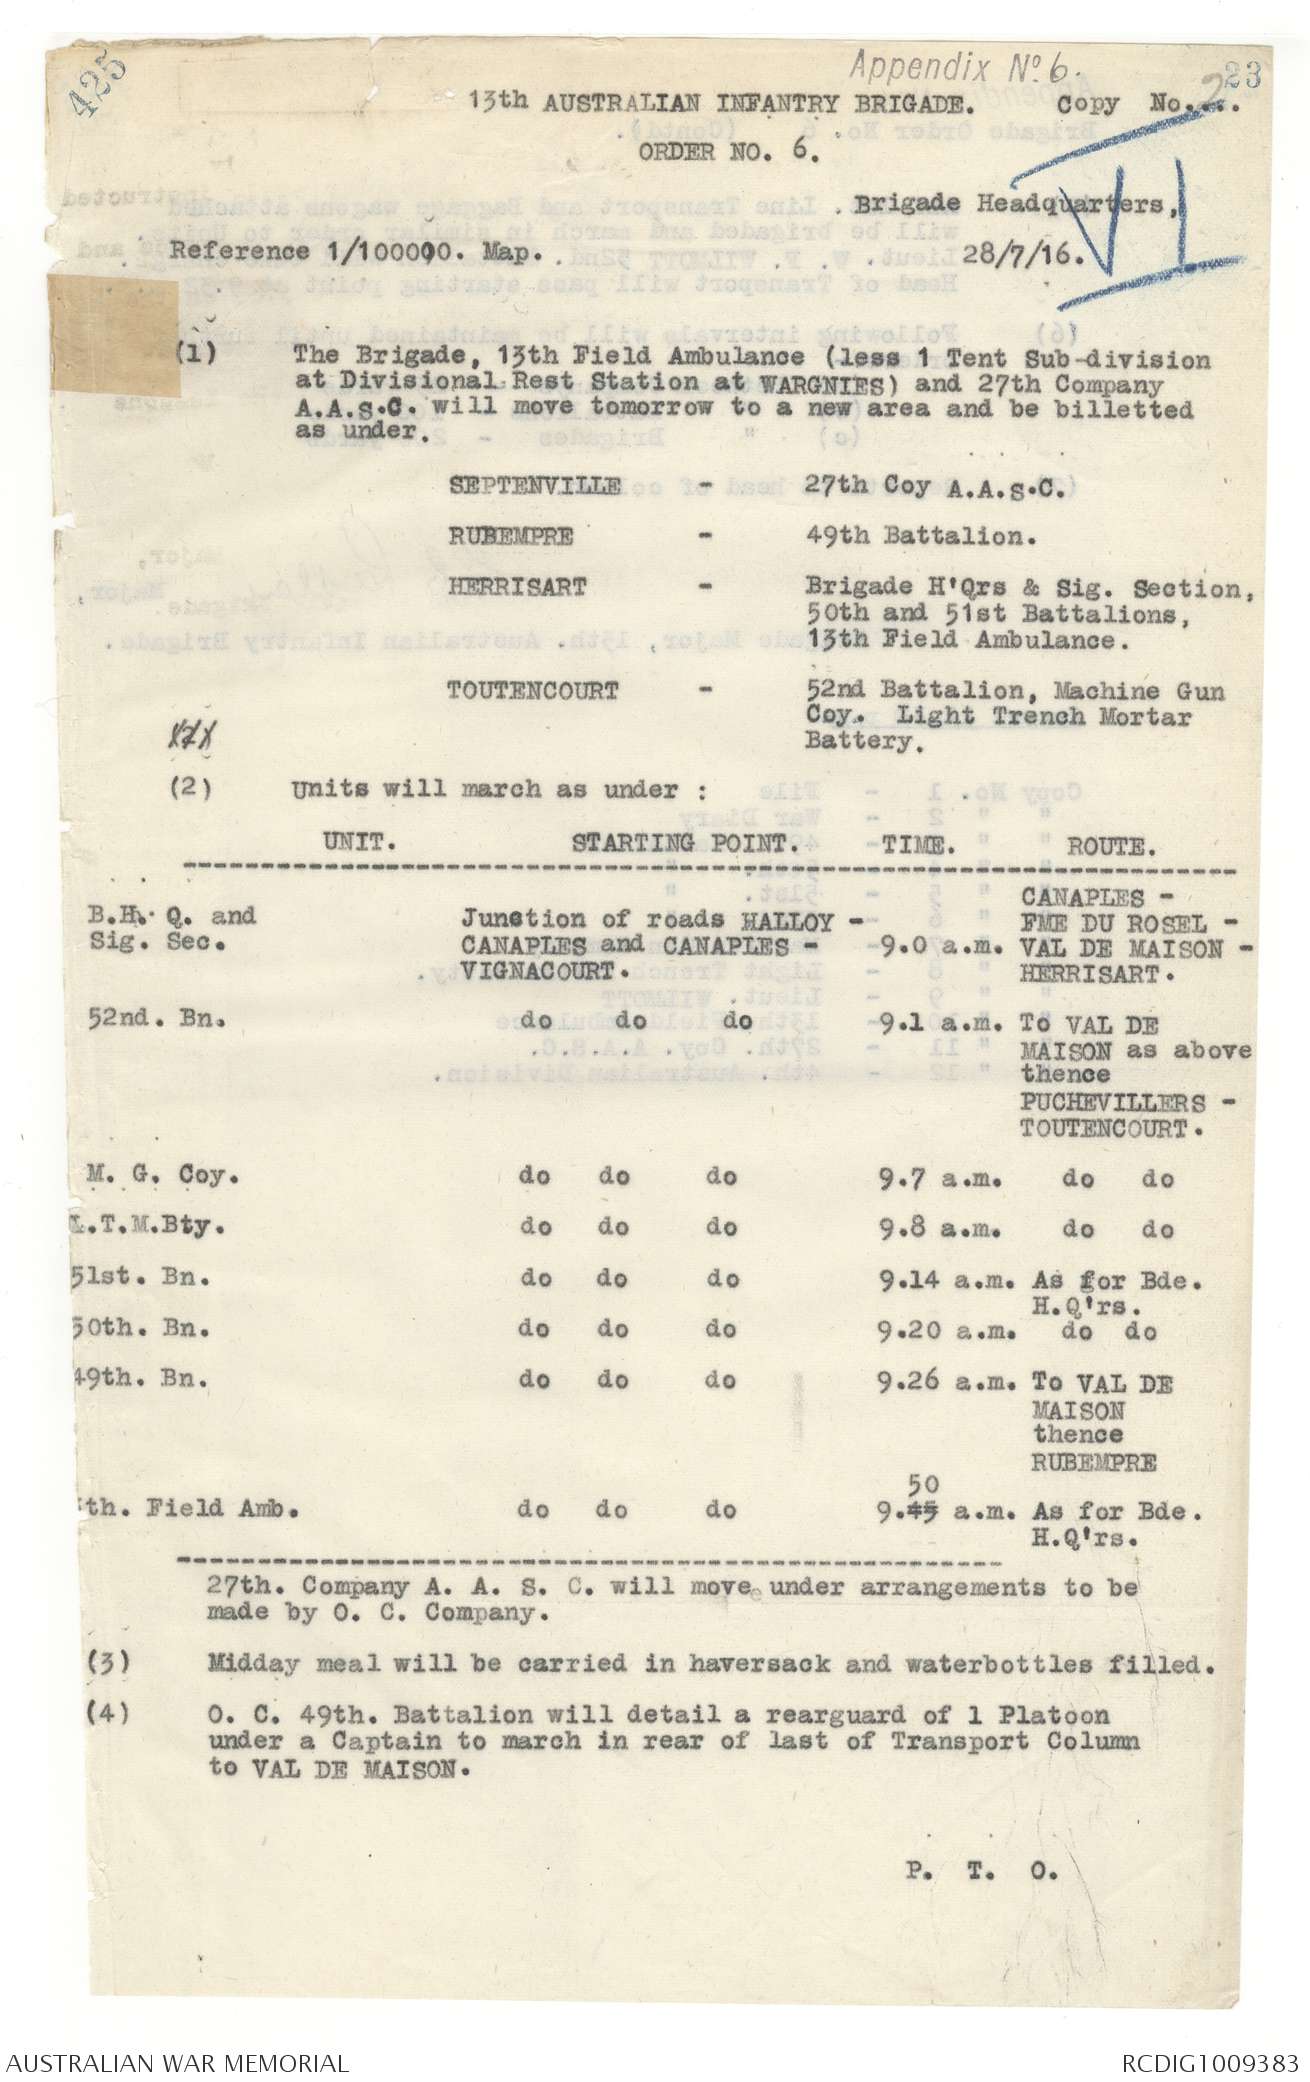 425
Appendix No. 6.
23
13th AUSTRALIAN INFANTRY BRIGADE. Copy No. 2...
ORDER NO. 6.
VI
Brigade Headquarters,
Reference 1/100000. Map. 28/7/16.
(1) The Brigade, 13th Field Ambulance (less 1 Tent Sub-division
at Divisional Rest Station at WARGNIES) and 27th Company
A.A.S.C. will move tomorrow to a new area and be billetted
as under.
SEPTENVILLE - 27th Coy A.A.S.C.
RUBEMPRE - 49th Battalion.
HERRISART - Brigade H'Qrs & Sig. Section,
50th and 51st Battalions,
13th Field Ambulance.
TOUTENCOURT - 52nd Battalion, Machine Gun
Coy. Light Trench Mortar
Battery.
(2) Units will march as under :
UNIT. STARTING POINT. TIME. ROUTE.
CANAPLES -
B.H. Q. and Junction of roads HALLOY - FME DU ROSEL -
Sig. Sec. CANAPLES and CANAPLES - 9.0 a.m. VAL DE MAISON -
VIGNACOURT. HERRISART.
52nd. Bn. do do do 9.1 a.m. To VAL DE
MAISON as above
thence
PUCHEVILLERS -
TOUTENCOURT.
M. G. Coy. do do do 9.7 a.m. do do
L.T.M.Bty. do do do 9.8 a.m. do do
51st. Bn. do do do 9.14 a.m. As for Bde.
H.Q'rs.
50th. Bn. do do do 9.20 a.m. do do
49th. Bn. do do do 9.26 a.m. To VAL DE
MAISON
thence
RUBEMPRE
50
th. Field Amb. do do do 9.45 a.m. As for Bde.
H.Q'rs.
27th. Company A. A. S. C. will move under arrangements to be
made by O. C. Company.
(3) Midday meal will be carried in haversack and waterbottles filled.
(4) O. C. 49th. Battalion will detail a rearguard of 1 Platoon
under a Captain to march in rear of last of Transport Column
to VAL DE MAISON.
P. T. O.
AUSTRALIAN WAR MEMORIAL RCDIG1009383